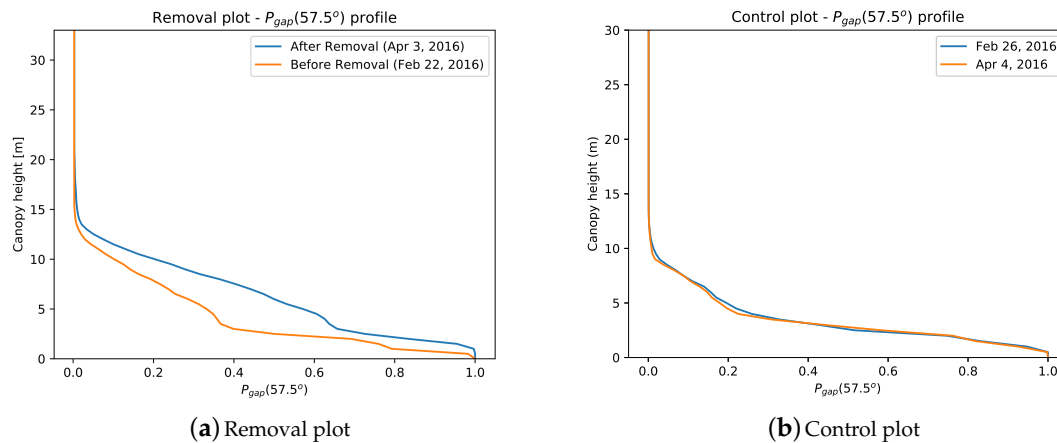 Removal plot - P_gap(57.5°) profile
After Removal (Apr 3, 2016)
Before Removal (Feb 22, 2016)
Canopy height [m]
30
25
20
15
10
5
0
0.0 0.2 0.4 0.6 0.8 1.0
P_gap(57.5°)
(a) Removal plot
Control plot - P_gap(57.5°) profile
Feb 26, 2016
Apr 4, 2016
Canopy height (m)
30
25
20
15
10
5
0
0.0 0.2 0.4 0.6 0.8 1.0
P_gap(57.5°)
(b) Control plot